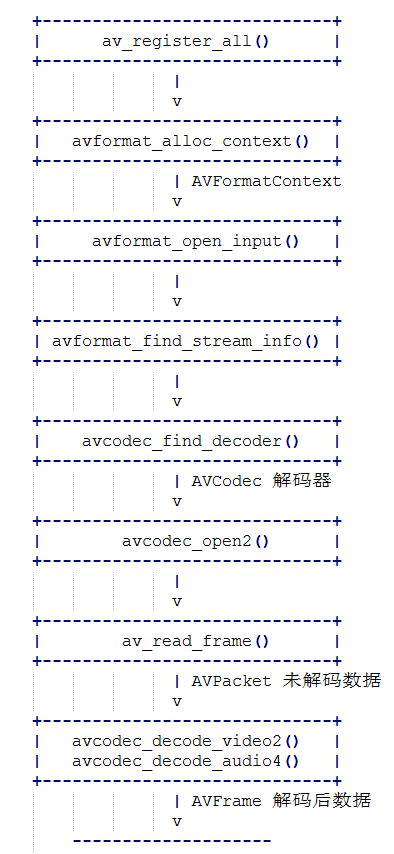 +-----------------------------+
|      av_register_all()      |
+-----------------------------+
              |
              v
+-----------------------------+
|   avformat_alloc_context()  |
+-----------------------------+
              | AVFormatContext
              v
+-----------------------------+
|     avformat_open_input()   |
+-----------------------------+
              |
              v
+-----------------------------+
| avformat_find_stream_info() |
+-----------------------------+
              |
              v
+-----------------------------+
|    avcodec_find_decoder()   |
+-----------------------------+
              | AVCodec 解码器
              v
+-----------------------------+
|        avcodec_open2()      |
+-----------------------------+
              |
              v
+-----------------------------+
|        av_read_frame()      |
+-----------------------------+
              | AVPacket 未解码数据
              v
+-----------------------------+
|   avcodec_decode_video2()   |
|   avcodec_decode_audio4()   |
+-----------------------------+
              | AVFrame 解码后数据
              v
    --------------------